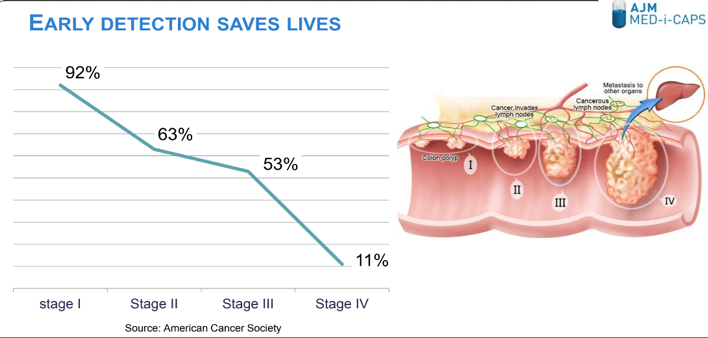 EARLY DETECTION SAVES LIVES
AJM
MED-i-CAPS
92%
63%
53%
11%
stage I
Stage II
Stage III
Stage IV
Source: American Cancer Society
Metastasis to
other organs
Cancerous
lymph nodes
Cancer invades
lymph nodes
Colon polyp
I
II
III
IV